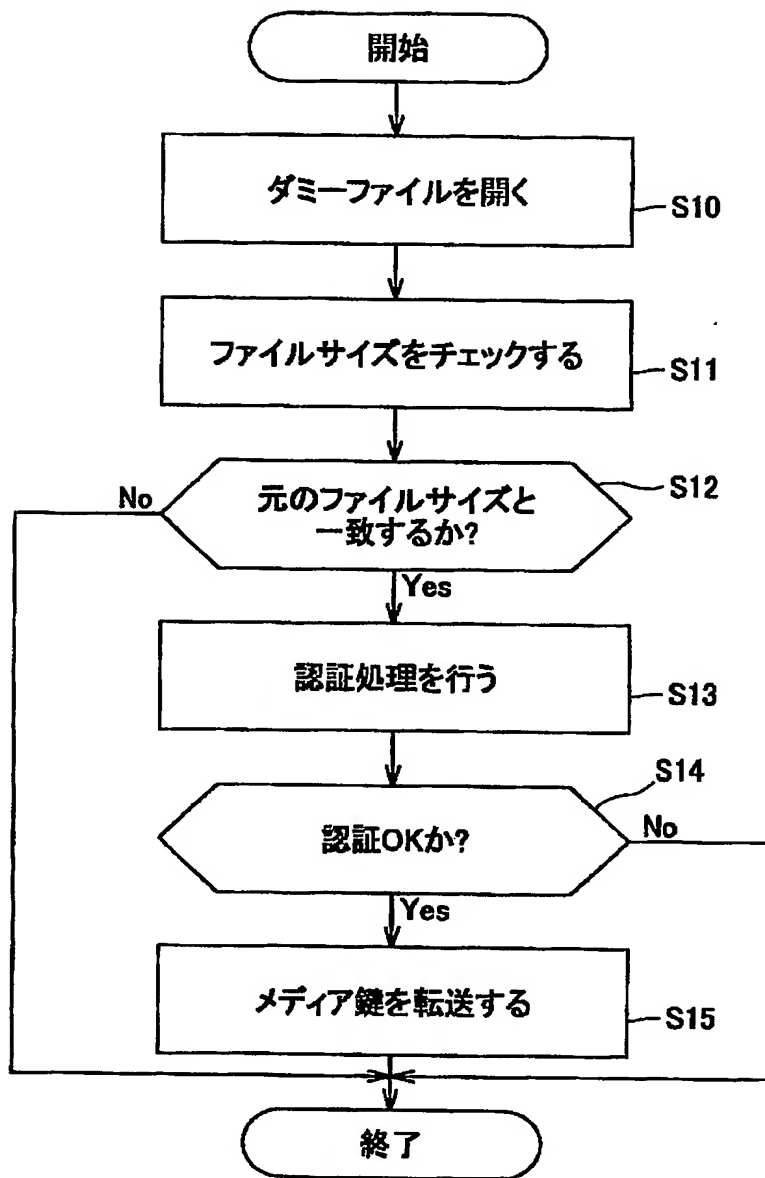 開始
ダミーファイルを開く
S10
ファイルサイズをチェックする
S11
S12
No
元のファイルサイズと
一致するか?
Yes
認証処理を行う
S13
S14
認証OKか?
No
Yes
メディア鍵を転送する
S15
終了